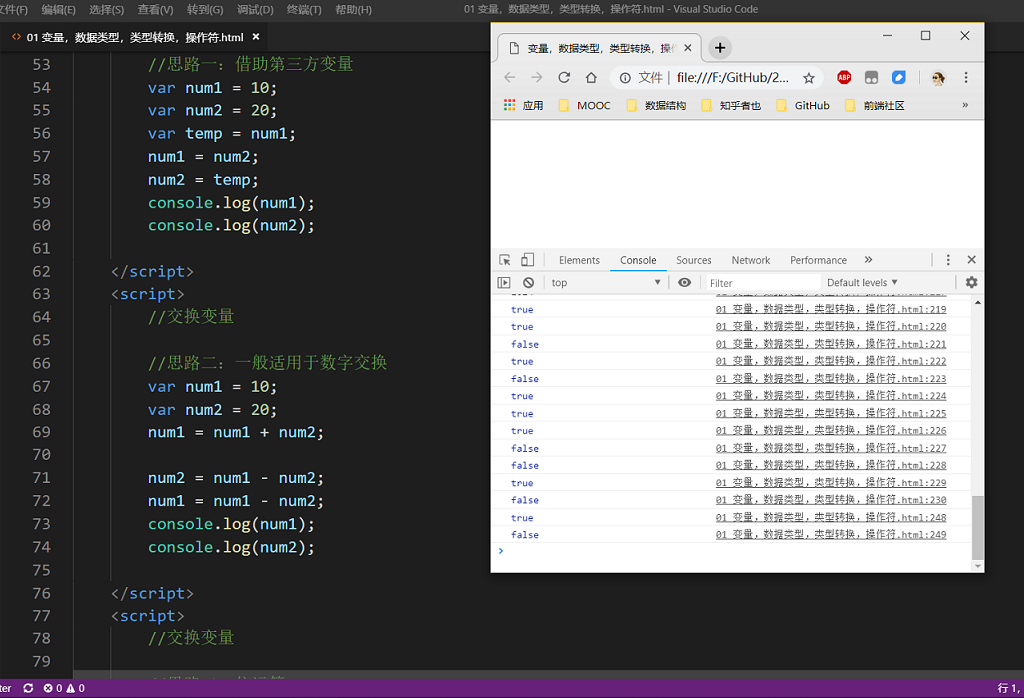 文件(F) 编辑(E) 选择(S) 查看(V) 转到(G) 调试(D) 终端(T) 帮助(H) 01 变量，数据类型，类型转换，操作符.html - Visual Studio Code
01 变量，数据类型，类型转换，操作符.html ×
53 //思路一：借助第三方变量
54 var num1 = 10;
55 var num2 = 20;
56 var temp = num1;
57 num1 = num2;
58 num2 = temp;
59 console.log(num1);
60 console.log(num2);
61
62 </script>
63 <script>
64 //交换变量
65
66 //思路二：一般适用于数字交换
67 var num1 = 10;
68 var num2 = 20;
69 num1 = num1 + num2;
70
71 num2 = num1 - num2;
72 num1 = num1 - num2;
73 console.log(num1);
74 console.log(num2);
75
76 </script>
77 <script>
78 //交换变量
79
变量，数据类型，类型转换，操
文件 file:///F:/GitHub/2...
ABP
应用 MOOC 数据结构 知乎者也 GitHub 前端社区 »
Elements Console Sources Network Performance »
top Filter Default levels
true 01 变量，数据类型，类型转换，操作符.html:219
true 01 变量，数据类型，类型转换，操作符.html:220
false 01 变量，数据类型，类型转换，操作符.html:221
true 01 变量，数据类型，类型转换，操作符.html:222
false 01 变量，数据类型，类型转换，操作符.html:223
true 01 变量，数据类型，类型转换，操作符.html:224
true 01 变量，数据类型，类型转换，操作符.html:225
true 01 变量，数据类型，类型转换，操作符.html:226
false 01 变量，数据类型，类型转换，操作符.html:227
false 01 变量，数据类型，类型转换，操作符.html:228
true 01 变量，数据类型，类型转换，操作符.html:229
false 01 变量，数据类型，类型转换，操作符.html:230
true 01 变量，数据类型，类型转换，操作符.html:248
false 01 变量，数据类型，类型转换，操作符.html:249
ter 0 0 行 1,